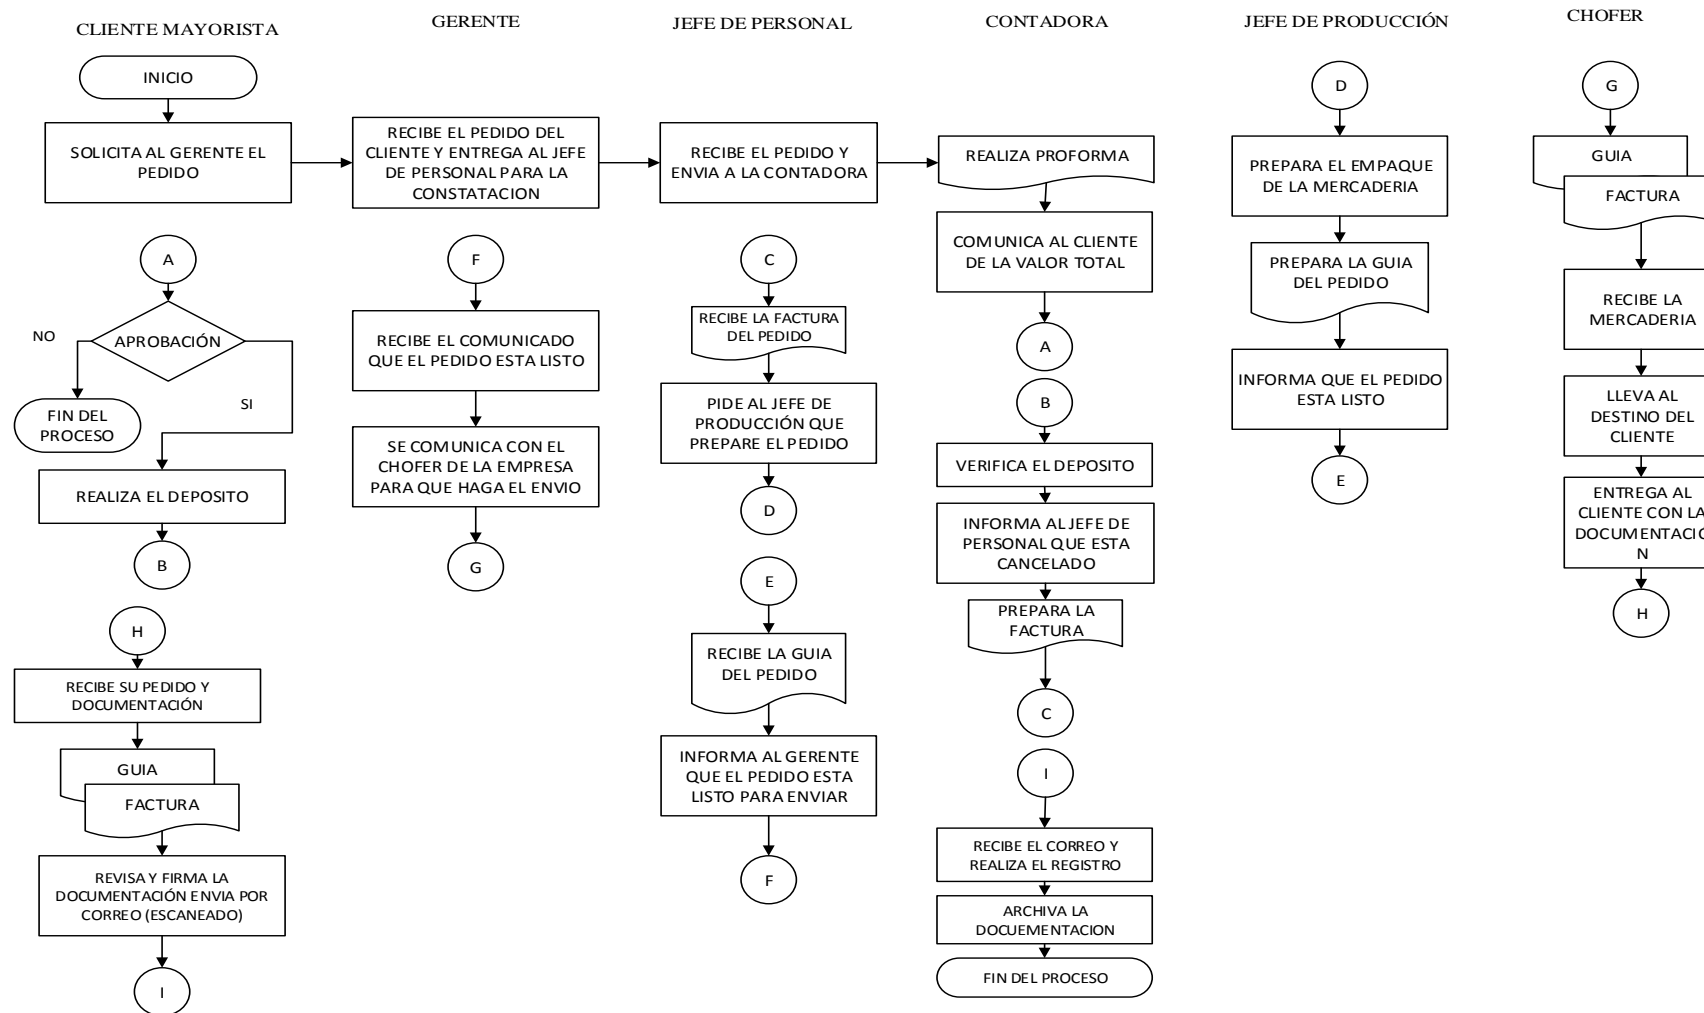 CLIENTE MAYORISTA
INICIO
SOLICITA AL GERENTE EL
PEDIDO
A
APROBACIÓN
NO
SI
FIN DEL
PROCESO
REALIZA EL DEPOSITO
B
H
RECIBE SU PEDIDO Y
DOCUMENTACIÓN
GUIA
FACTURA
REVISA Y FIRMA LA
DOCUMENTACIÓN ENVIA POR
CORREO (ESCANEADO)
I
GERENTE
RECIBE EL PEDIDO DEL
CLIENTE Y ENTREGA AL JEFE
DE PERSONAL PARA LA
CONSTATACION
F
RECIBE EL COMUNICADO
QUE EL PEDIDO ESTA LISTO
SE COMUNICA CON EL
CHOFER DE LA EMPRESA
PARA QUE HAGA EL ENVIO
G
JEFE DE PERSONAL
RECIBE EL PEDIDO Y
ENVIA A LA CONTADORA
C
RECIBE LA FACTURA
DEL PEDIDO
PIDE AL JEFE DE
PRODUCCIÓN QUE
PREPARE EL PEDIDO
D
E
RECIBE LA GUIA
DEL PEDIDO
INFORMA AL GERENTE
QUE EL PEDIDO ESTA
LISTO PARA ENVIAR
F
CONTADORA
REALIZA PROFORMA
COMUNICA AL CLIENTE
DE LA VALOR TOTAL
A
B
VERIFICA EL DEPOSITO
INFORMA AL JEFE DE
PERSONAL QUE ESTA
CANCELADO
PREPARA LA
FACTURA
C
I
RECIBE EL CORREO Y
REALIZA EL REGISTRO
ARCHIVA LA
DOCUEMENTACION
FIN DEL PROCESO
JEFE DE PRODUCCIÓN
D
PREPARA EL EMPAQUE
DE LA MERCADERIA
PREPARA LA GUIA
DEL PEDIDO
INFORMA QUE EL PEDIDO
ESTA LISTO
E
CHOFER
G
GUIA
FACTURA
RECIBE LA
MERCADERIA
LLEVA AL
DESTINO DEL
CLIENTE
ENTREGA AL
CLIENTE CON LA
DOCUMENTACIO
N
H